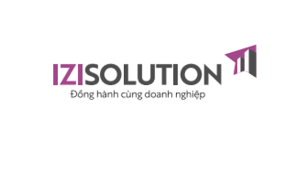 IZISOLUTION
Đồng hành cùng doanh nghiệp